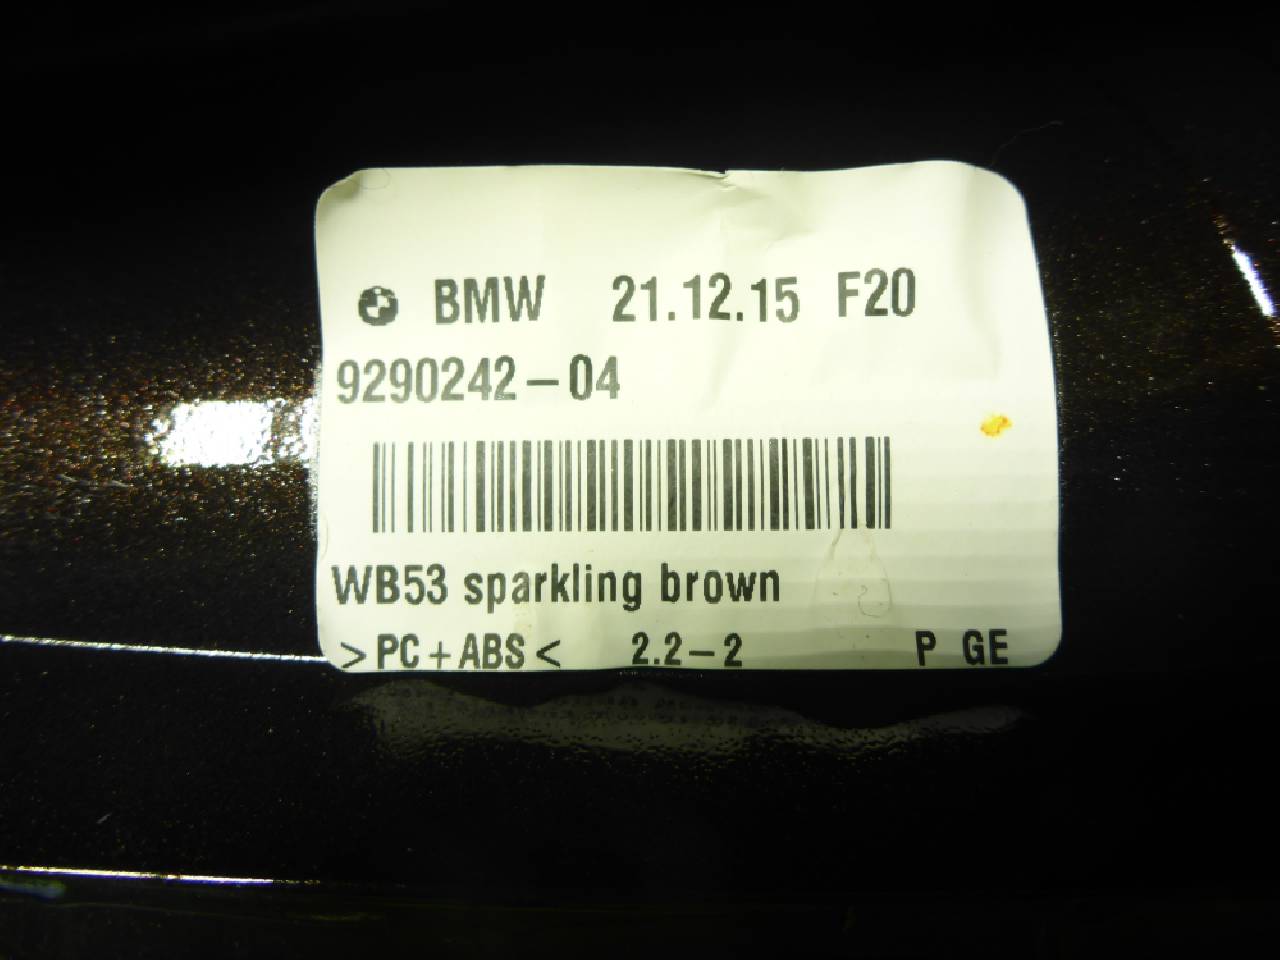 BMW 21.12.15 F20
9290242-04
WB53 sparkling brown
>PC+ABS< 2.2-2 P GE